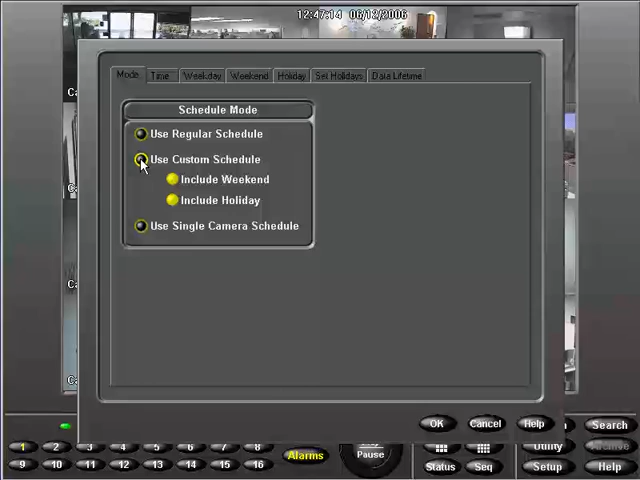 12:47:14 06/12/2006
Mode Time Weekday Weekend Holiday Set Holidays Data Lifetime
Schedule Mode
Use Regular Schedule
Use Custom Schedule
Include Weekend
Include Holiday
Use Single Camera Schedule
OK Cancel Help
Search
1 2 3 4 5 6 7 8
Utility Archive
Alarms
Pause
9 10 11 12 13 14 15 16
Status Seq Setup Help